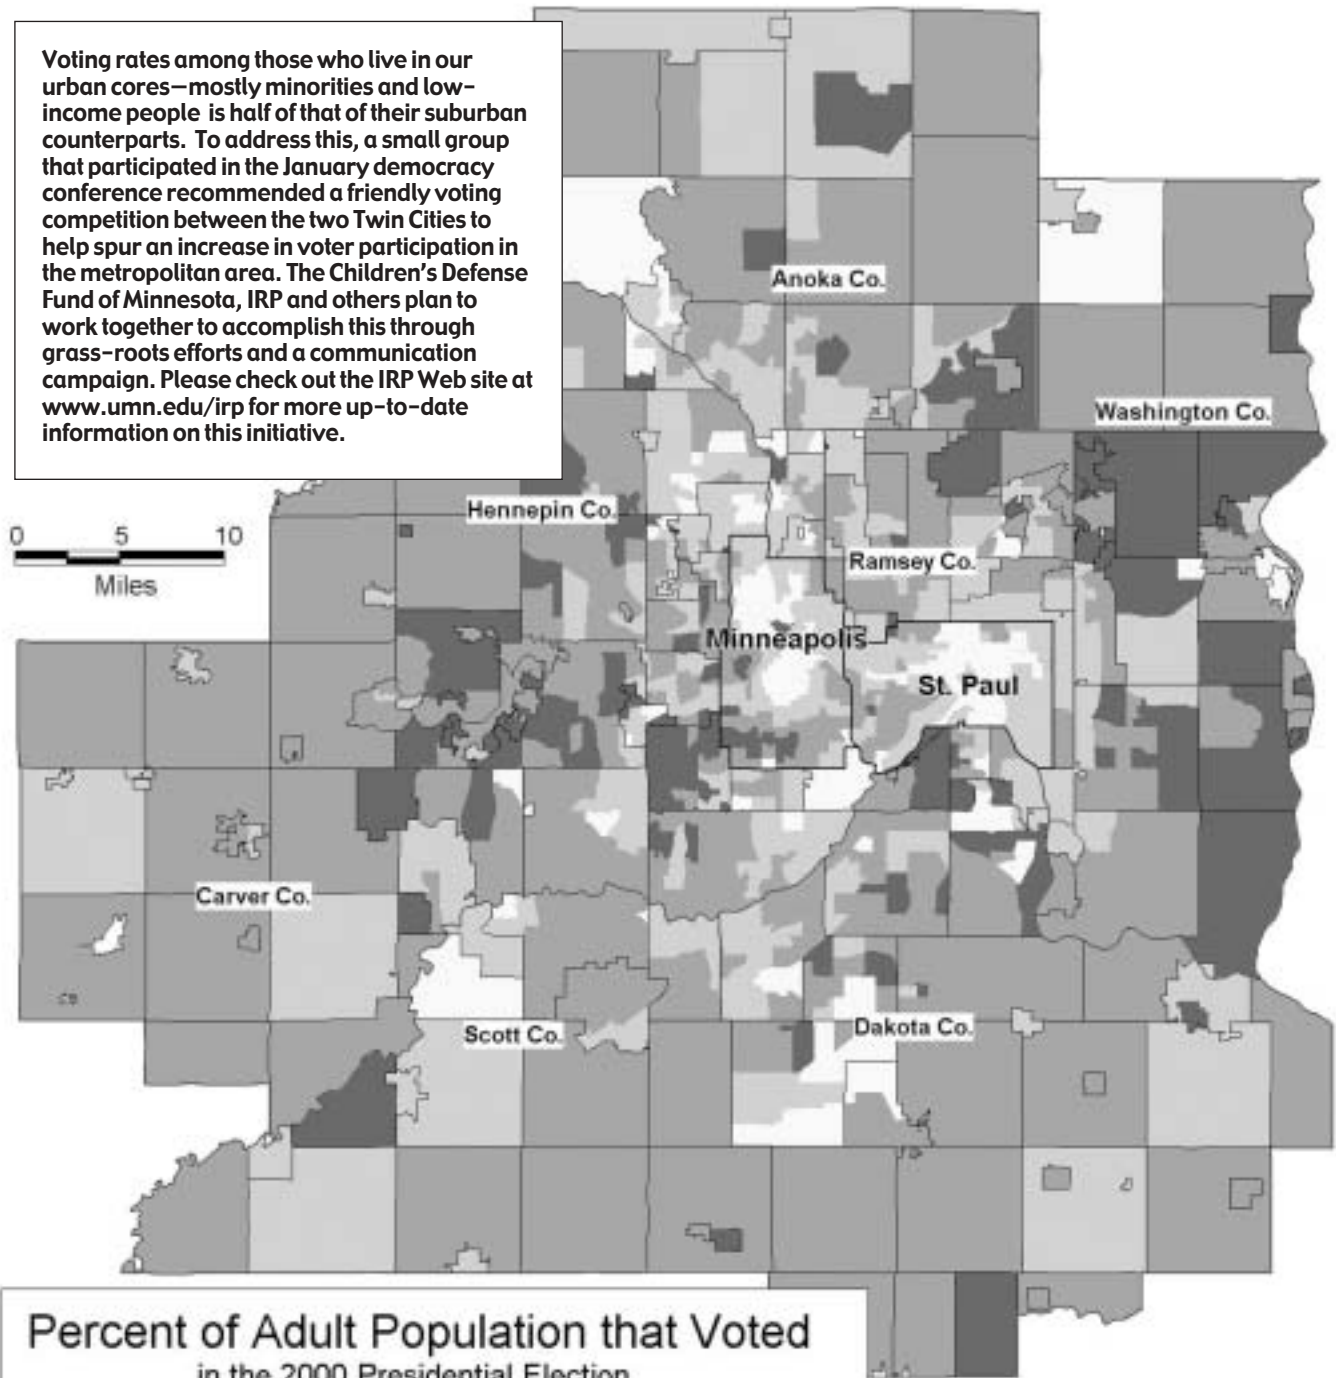 Voting rates among those who live in our
urban cores—mostly minorities and low-
income people is half of that of their suburban
counterparts. To address this, a small group
that participated in the January democracy
conference recommended a friendly voting
competition between the two Twin Cities to
help spur an increase in voter participation in
the metropolitan area. The Children's Defense
Fund of Minnesota, IRP and others plan to
work together to accomplish this through
grass-roots efforts and a communication
campaign. Please check out the IRP Web site at
www.umn.edu/irp for more up-to-date
information on this initiative.
Anoka Co.
Washington Co.
Hennepin Co.
0 5 10
Miles
Ramsey Co.
Minneapolis
St. Paul
Carver Co.
Scott Co.
Dakota Co.
Percent of Adult Population that Voted
in the 2000 Presidential Election